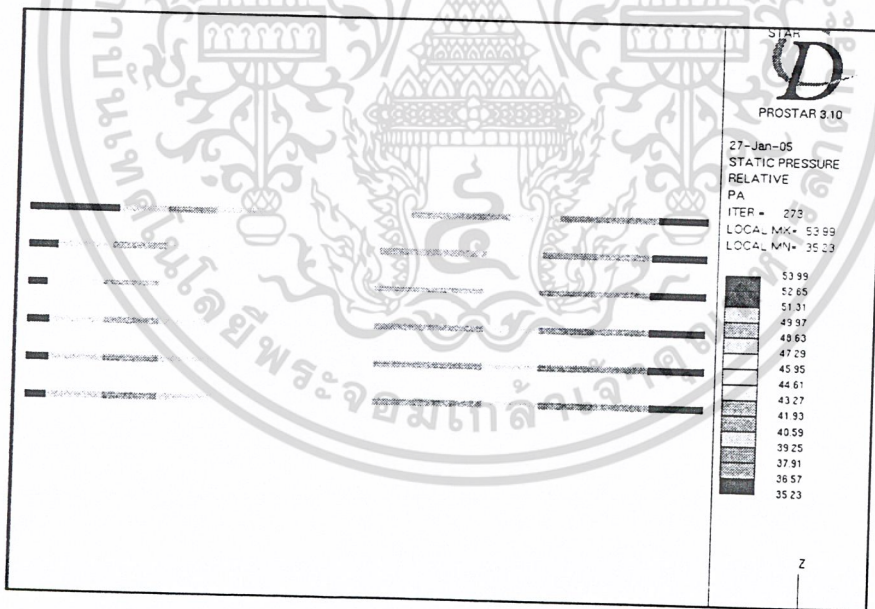 STAR
D
PROSTAR 3.10
27-Jan-05
STATIC PRESSURE
RELATIVE
PA
ITER = 273
LOCAL MX= 53.99
LOCAL MN= 35.23
53.99
52.65
51.31
49.97
48.63
47.29
45.95
44.61
43.27
41.93
40.59
39.25
37.91
36.57
35.23
Z